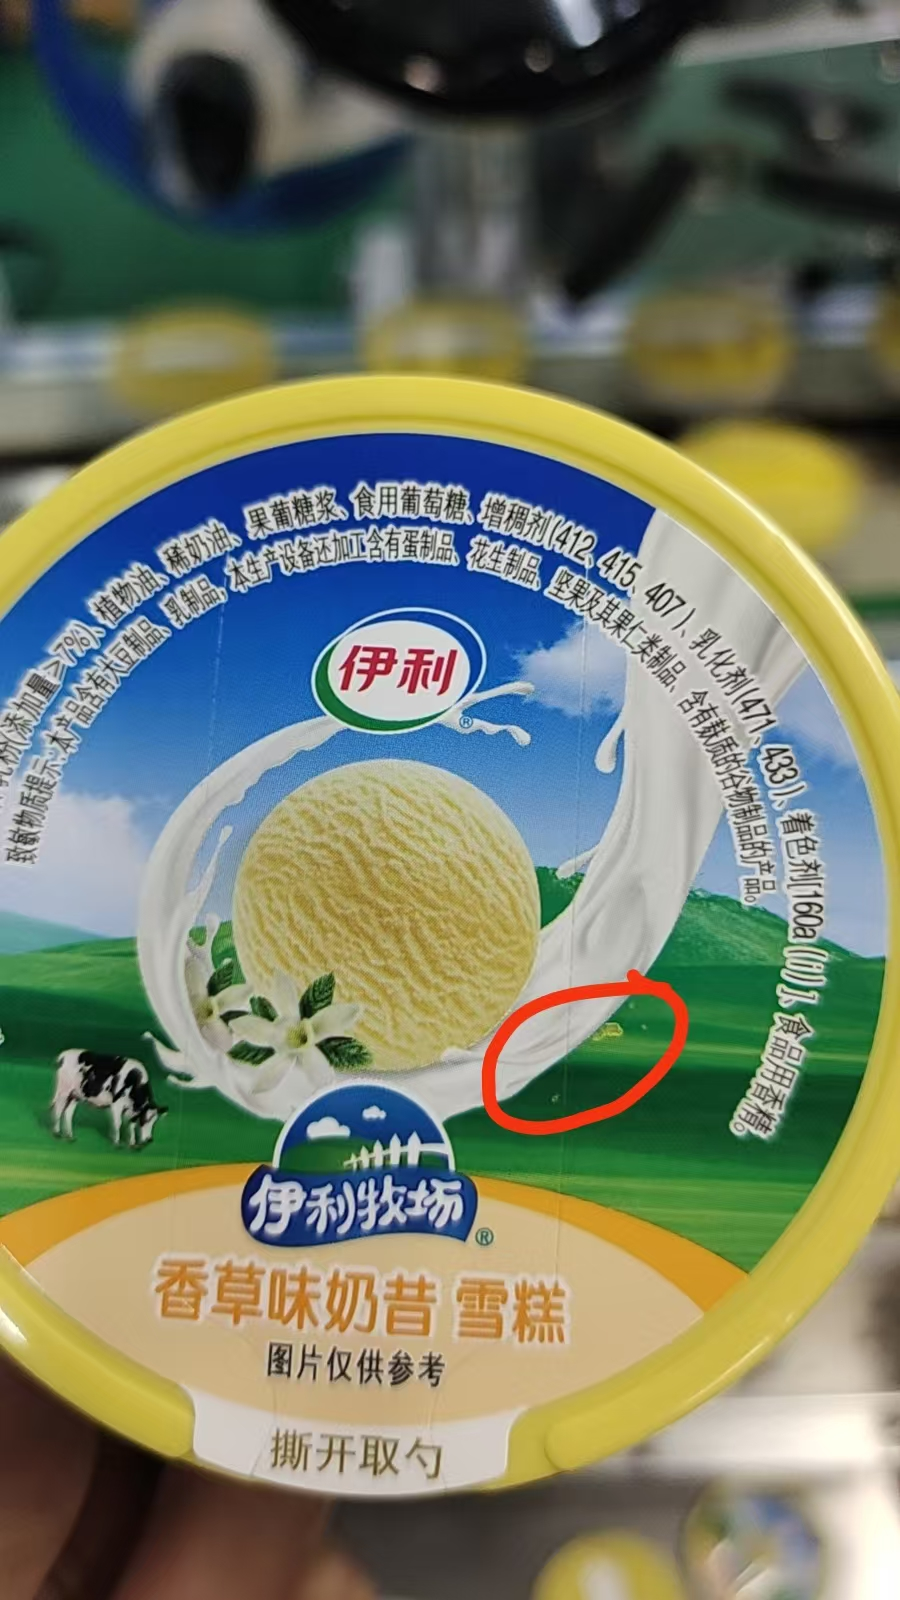 乳粉(添加量≥7%)、植物油、稀奶油、果葡糖浆、食用葡萄糖、增稠剂(412、415、407)、乳化剂(471、433)、着色剂[160a(ii)]、食品用香精。
致敏物质提示:本产品含有大豆制品、乳制品，本生产设备还加工含有蛋制品、花生制品、坚果及其果仁类制品、含有麸质的谷物制品的产品。
伊利
®
伊利牧场
®
香草味奶昔 雪糕
图片仅供参考
撕开取勺